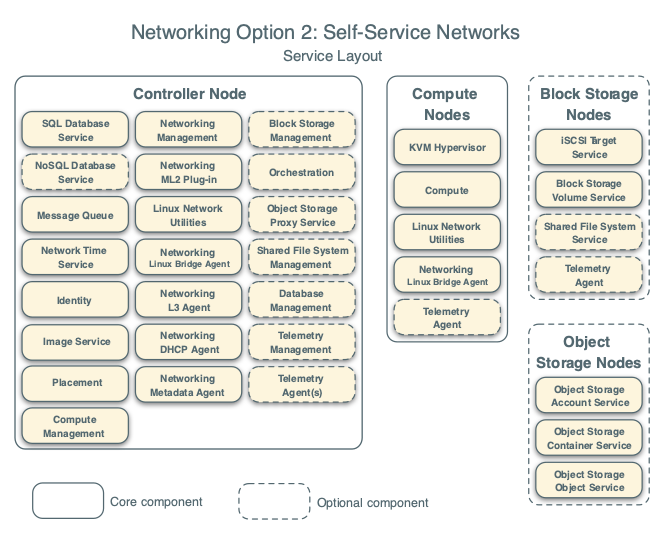 Networking Option 2: Self-Service Networks
Service Layout
Controller Node
SQL Database
Service
NoSQL Database
Service
Message Queue
Network Time
Service
Identity
Image Service
Placement
Compute
Management
Networking
Management
Networking
ML2 Plug-in
Linux Network
Utilities
Networking
Linux Bridge Agent
Networking
L3 Agent
Networking
DHCP Agent
Networking
Metadata Agent
Block Storage
Management
Orchestration
Object Storage
Proxy Service
Shared File System
Management
Database
Management
Telemetry
Management
Telemetry
Agent(s)
Compute
Nodes
KVM Hypervisor
Compute
Linux Network
Utilities
Networking
Linux Bridge Agent
Telemetry
Agent
Block Storage
Nodes
iSCSI Target
Service
Block Storage
Volume Service
Shared File System
Service
Telemetry
Agent
Object
Storage Nodes
Object Storage
Account Service
Object Storage
Container Service
Object Storage
Object Service
Core component
Optional component